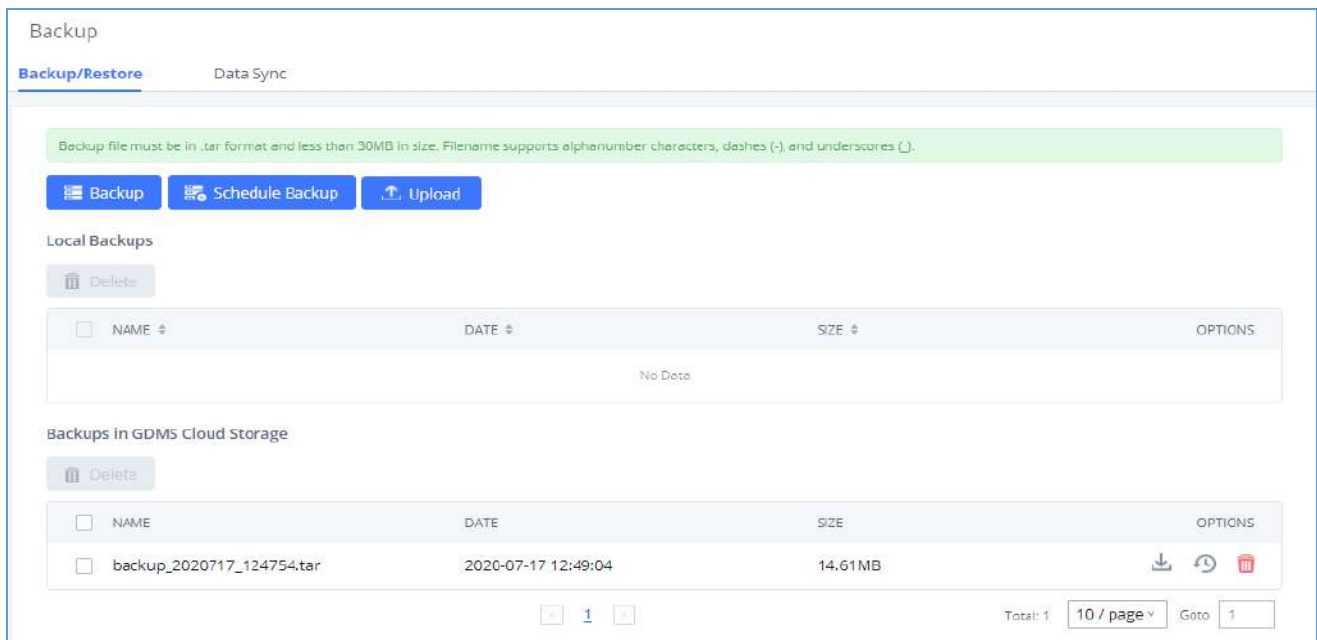 Backup
Backup/Restore Data Sync
Backup file must be in .tar format and less than 30MB in size. Filename supports alphanumber characters, dashes (-), and underscores (_).
Backup Schedule Backup Upload
Local Backups
Delete
NAME DATE SIZE OPTIONS
No Data
Backups in GDMS Cloud Storage
Delete
NAME DATE SIZE OPTIONS
backup_2020717_124754.tar 2020-07-17 12:49:04 14.61MB
< 1 > Total: 1 10 / page Goto 1